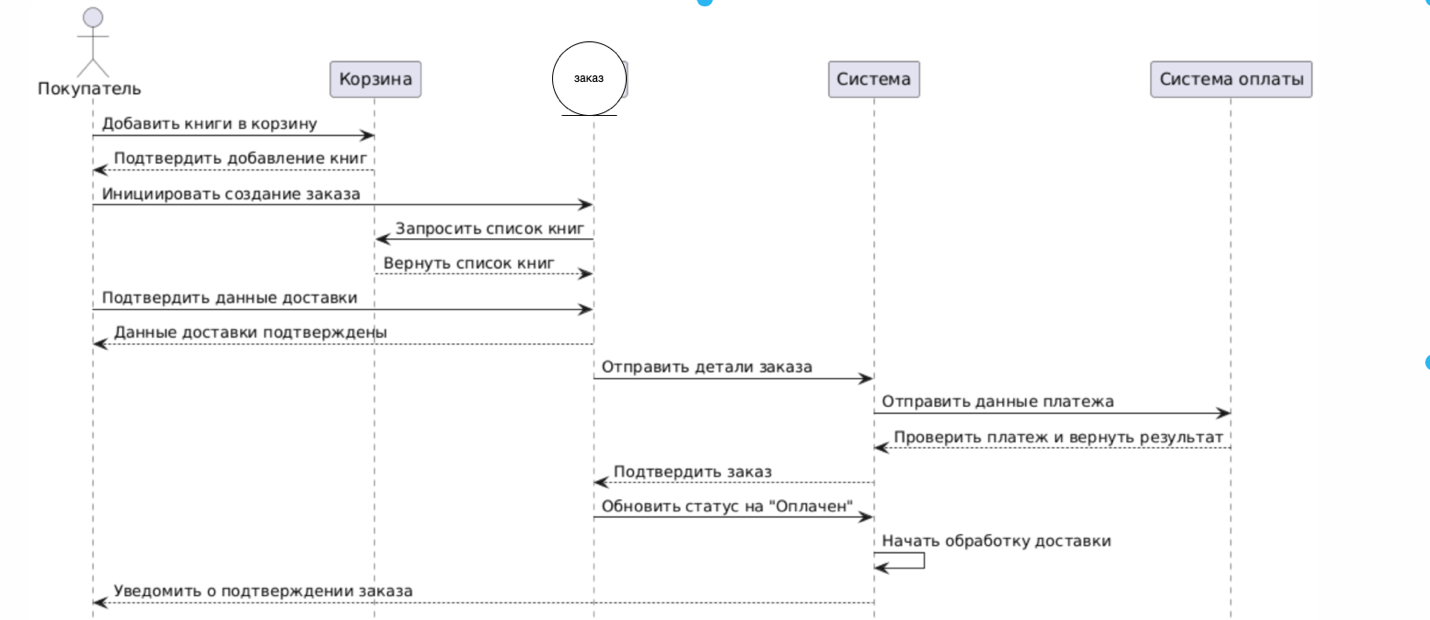 Покупатель
Корзина
заказ
Система
Система оплаты
Добавить книги в корзину
Подтвердить добавление книг
Инициировать создание заказа
Запросить список книг
Вернуть список книг
Подтвердить данные доставки
Данные доставки подтверждены
Отправить детали заказа
Отправить данные платежа
Проверить платеж и вернуть результат
Подтвердить заказ
Обновить статус на "Оплачен"
Начать обработку доставки
Уведомить о подтверждении заказа